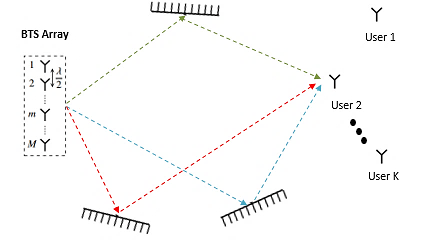 BTS Array
User 1
1
2
λ
2
m
M
User 2
User K